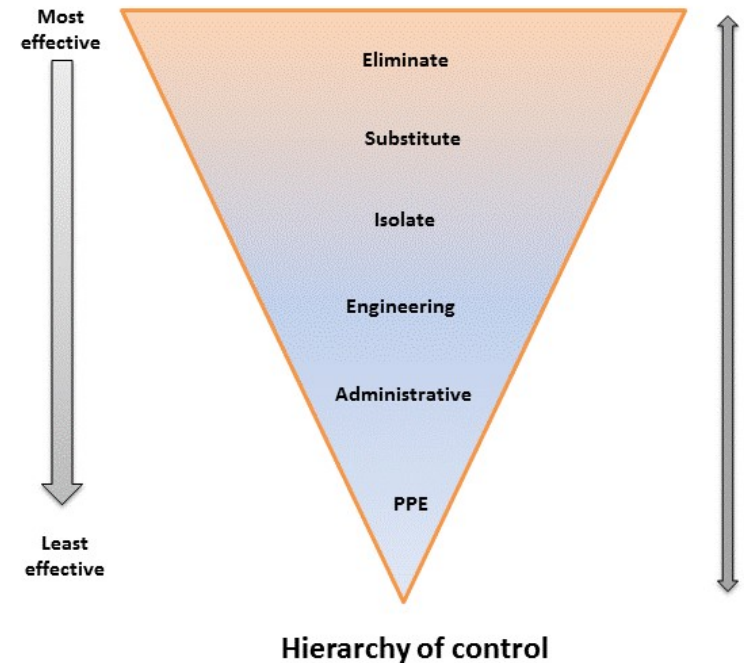 Most
effective
Eliminate
Substitute
Isolate
Engineering
Administrative
PPE
Least
effective
Hierarchy of control